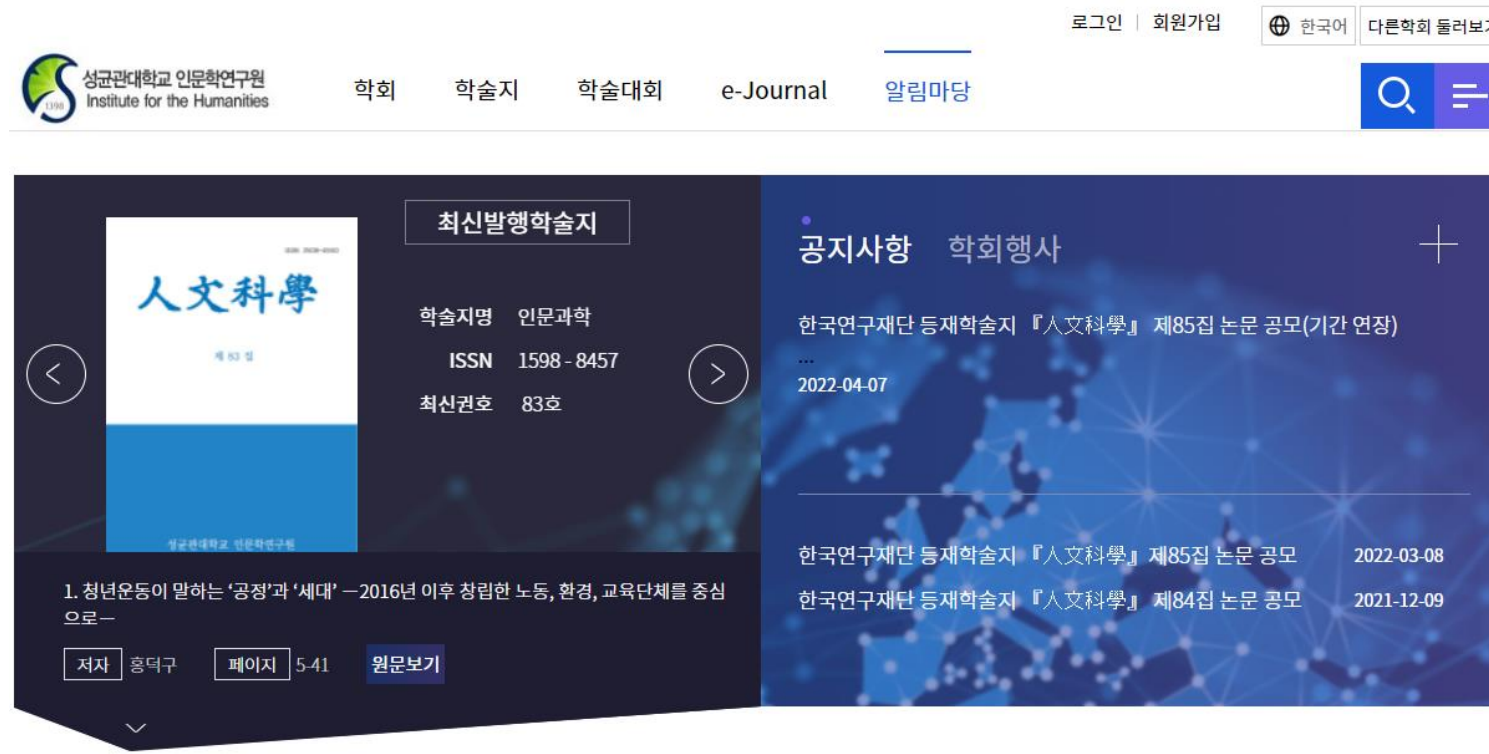 로그인 회원가입 한국어 다른학회 둘러보기
성균관대학교 인문학연구원
Institute for the Humanities
1398
학회 학술지 학술대회 e-Journal 알림마당
최신발행학술지
人文科學
제 83 집
성균관대학교 인문학연구원
학술지명 인문과학
ISSN 1598-8457
최신권호 83호
1. 청년운동이 말하는 ‘공정’과 ‘세대’ —2016년 이후 창립한 노동, 환경, 교육단체를 중심
으로—
저자 홍덕구 페이지 5-41 원문보기
공지사항 학회행사
한국연구재단 등재학술지 『人文科學』 제85집 논문 공모(기간 연장)
...
2022-04-07
한국연구재단 등재학술지 『人文科學』 제85집 논문 공모 2022-03-08
한국연구재단 등재학술지 『人文科學』 제84집 논문 공모 2021-12-09